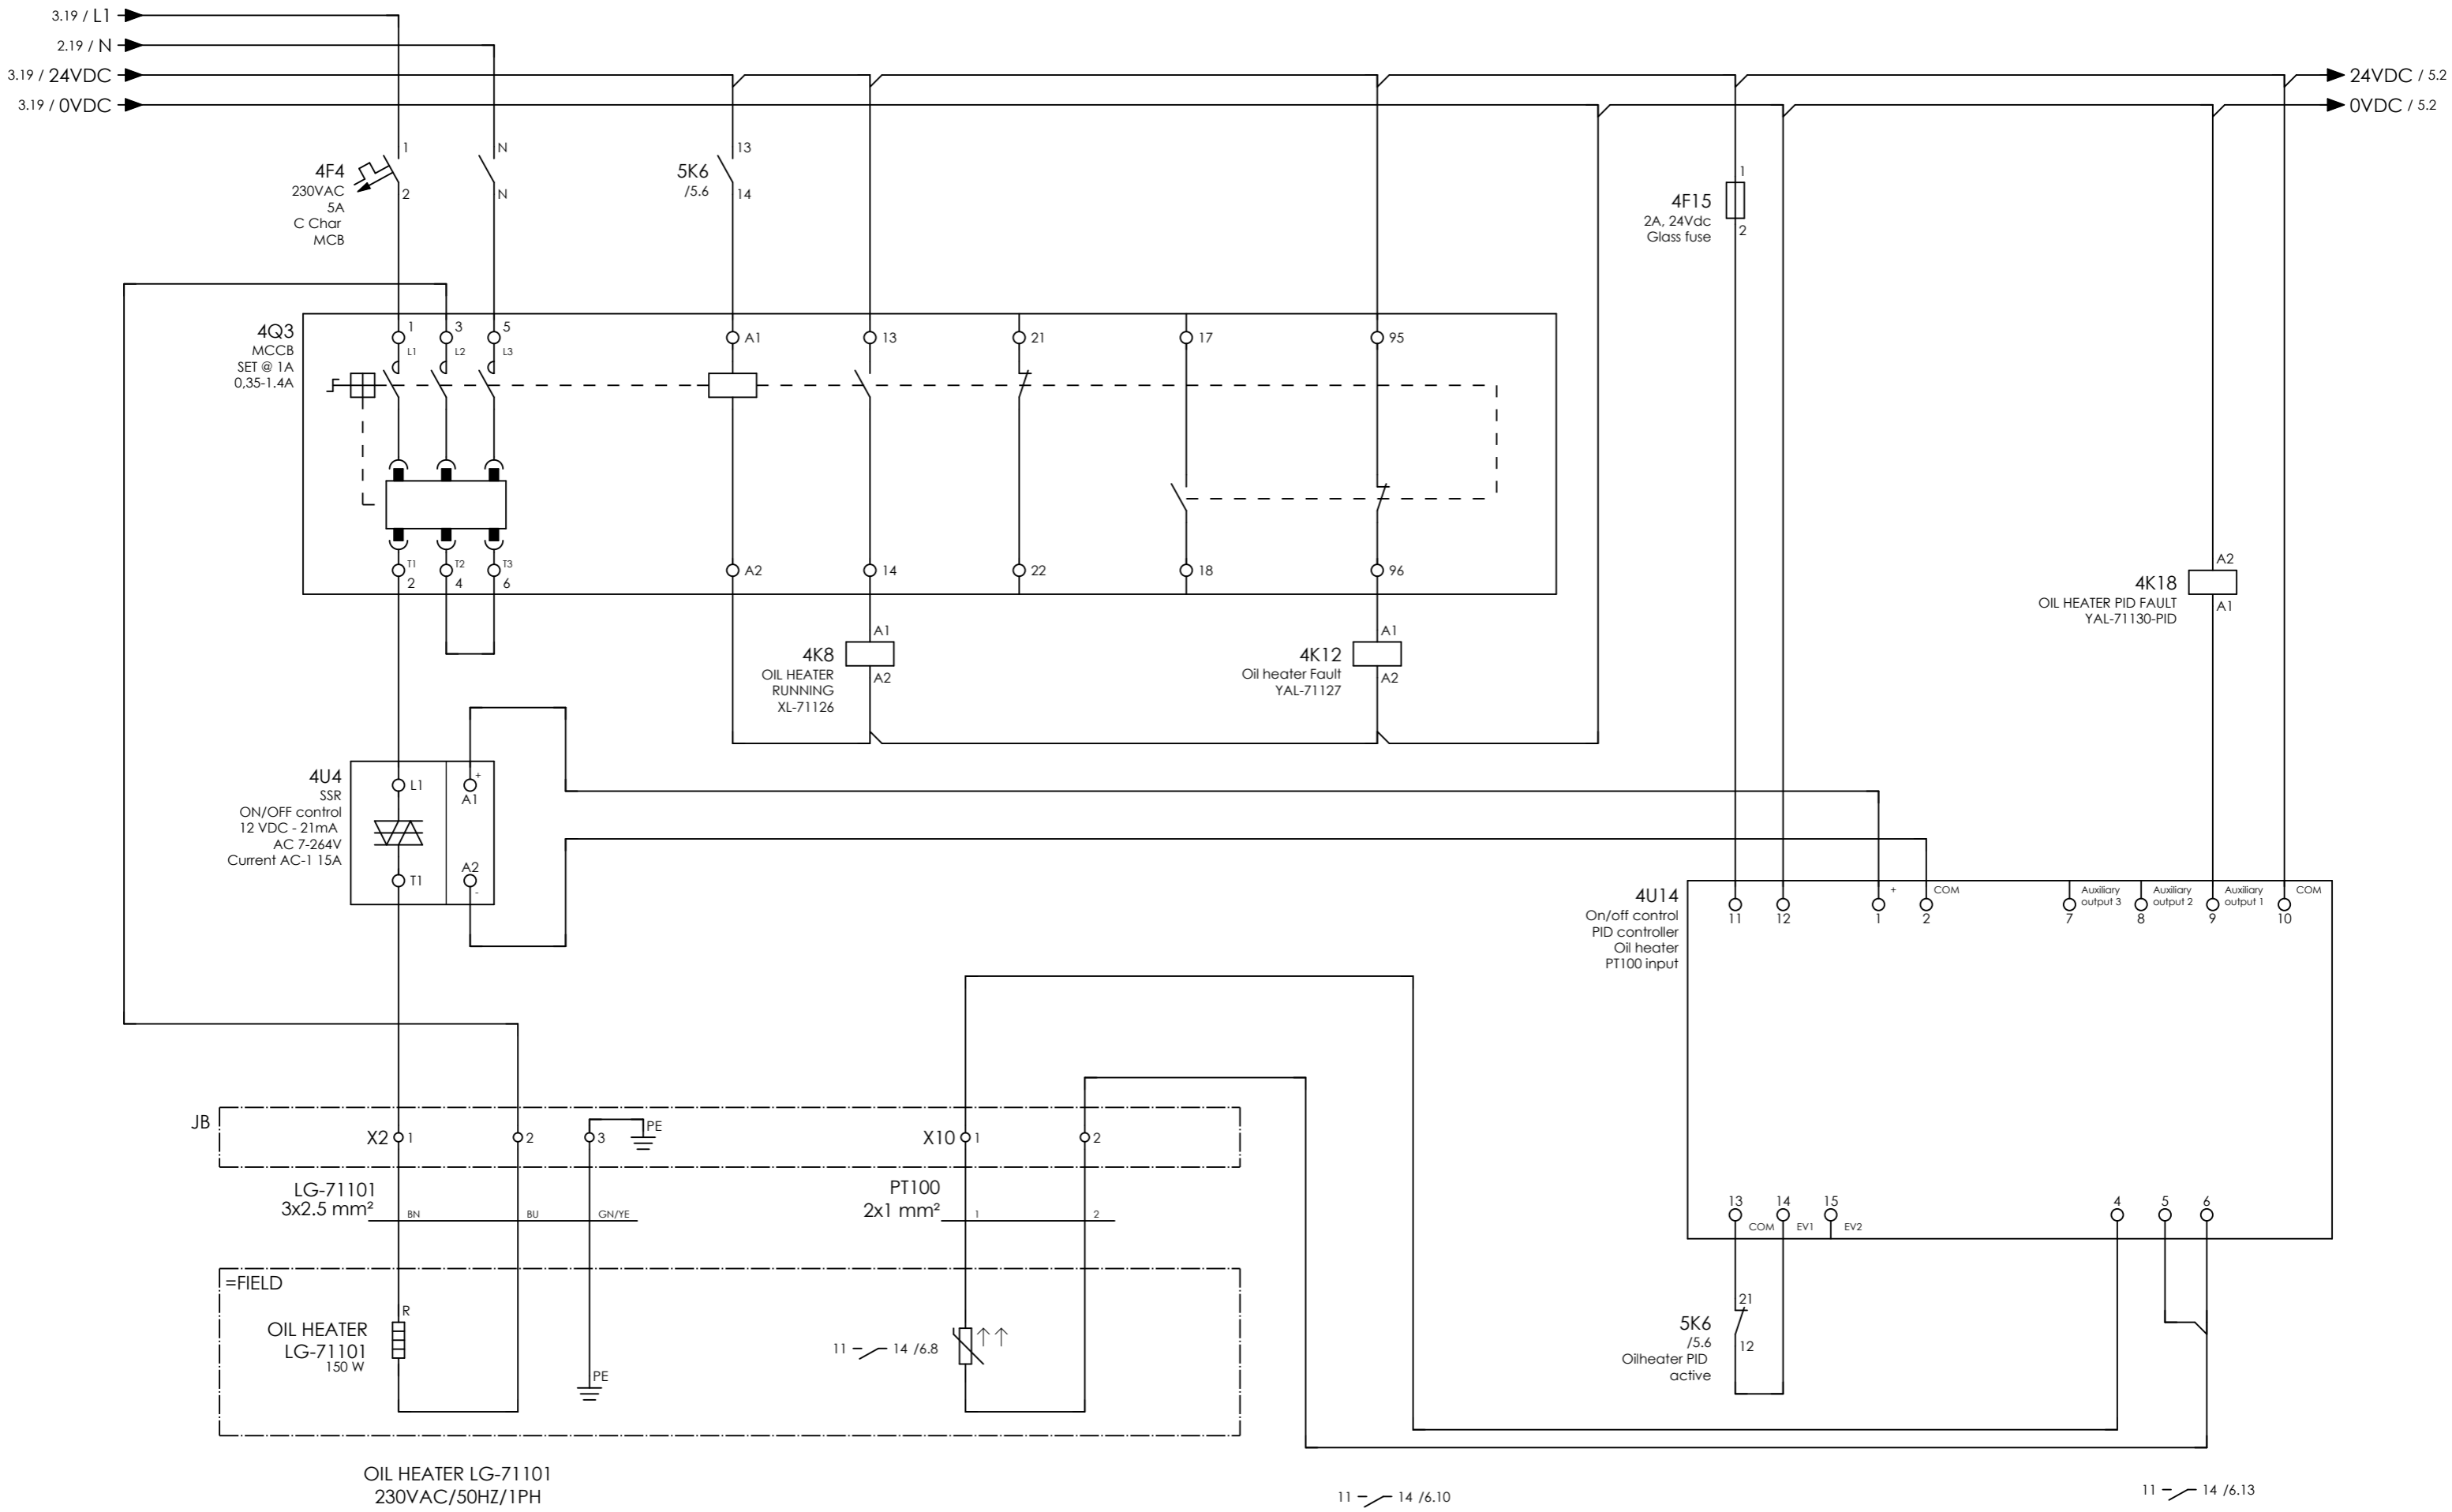 3.19 / L1
2.19 / N
3.19 / 24VDC
24VDC / 5.2
3.19 / 0VDC
0VDC / 5.2
1
N
4F4
230VAC
5A
C Char
MCB
2
N
13
5K6
/5.6
14
1
4F15
2A, 24Vdc
Glass fuse
2
4Q3
MCCB
SET @ 1A
0,35-1.4A
1
3
5
L1
L2
L3
A1
13
21
17
95
T1
T2
T3
2
4
6
A2
14
22
18
96
A2
4K18
OIL HEATER PID FAULT
YAL-71130-PID
A1
A1
4K8
OIL HEATER
RUNNING
XL-71126
A2
A1
4K12
Oil heater Fault
YAL-71127
A2
4U4
SSR
ON/OFF control
12 VDC - 21mA
AC 7-264V
Current AC-1 15A
L1
+
A1
A2
-
T1
4U14
On/off control
PID controller
Oil heater
PT100 input
+
COM
Auxiliary
output 3
Auxiliary
output 2
Auxiliary
output 1
COM
11
12
1
2
7
8
9
10
JB
X2
1
2
3
PE
X10
1
2
LG-71101
3x2.5 mm²
BN
BU
GN/YE
PT100
2x1 mm²
1
2
13
14
15
4
5
6
COM
EV1
EV2
=FIELD
R
OIL HEATER
LG-71101
150 W
PE
11
14 /6.8
21
5K6
/5.6
Oilheater PID
active
12
OIL HEATER LG-71101
230VAC/50HZ/1PH
11
14 /6.10
11
14 /6.13